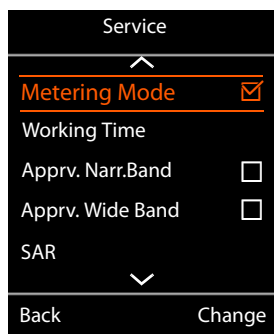 Service
Metering Mode
Working Time
Apprv. Narr.Band
Apprv. Wide Band
SAR
Back Change